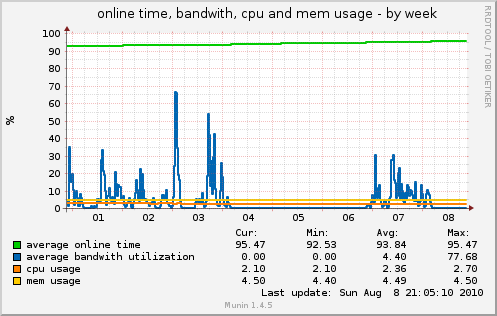 online time, bandwith, cpu and mem usage - by week
RRDTOOL / TOBI OETIKER
%
100
90
80
70
60
50
40
30
20
10
0
01 02 03 04 05 06 07 08
Cur: Min: Avg: Max:
average online time 95.47 92.53 93.84 95.47
average bandwith utilization 0.00 0.00 4.40 77.68
cpu usage 2.10 2.10 2.36 2.70
mem usage 4.50 4.40 4.49 4.50
Last update: Sun Aug 8 21:05:10 2010
Munin 1.4.5